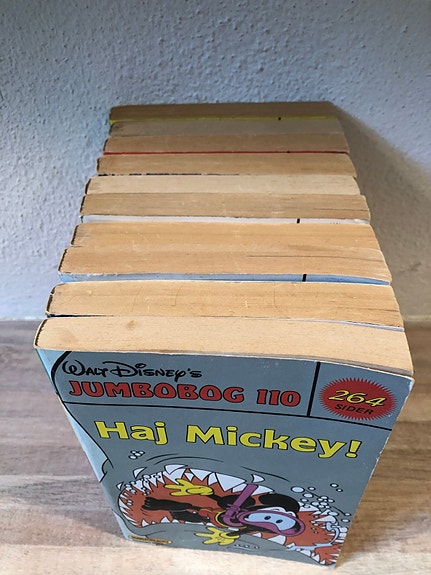 WALT DISNEY'S
JUMBOBOG 110
264
SIDER
Haj Mickey!